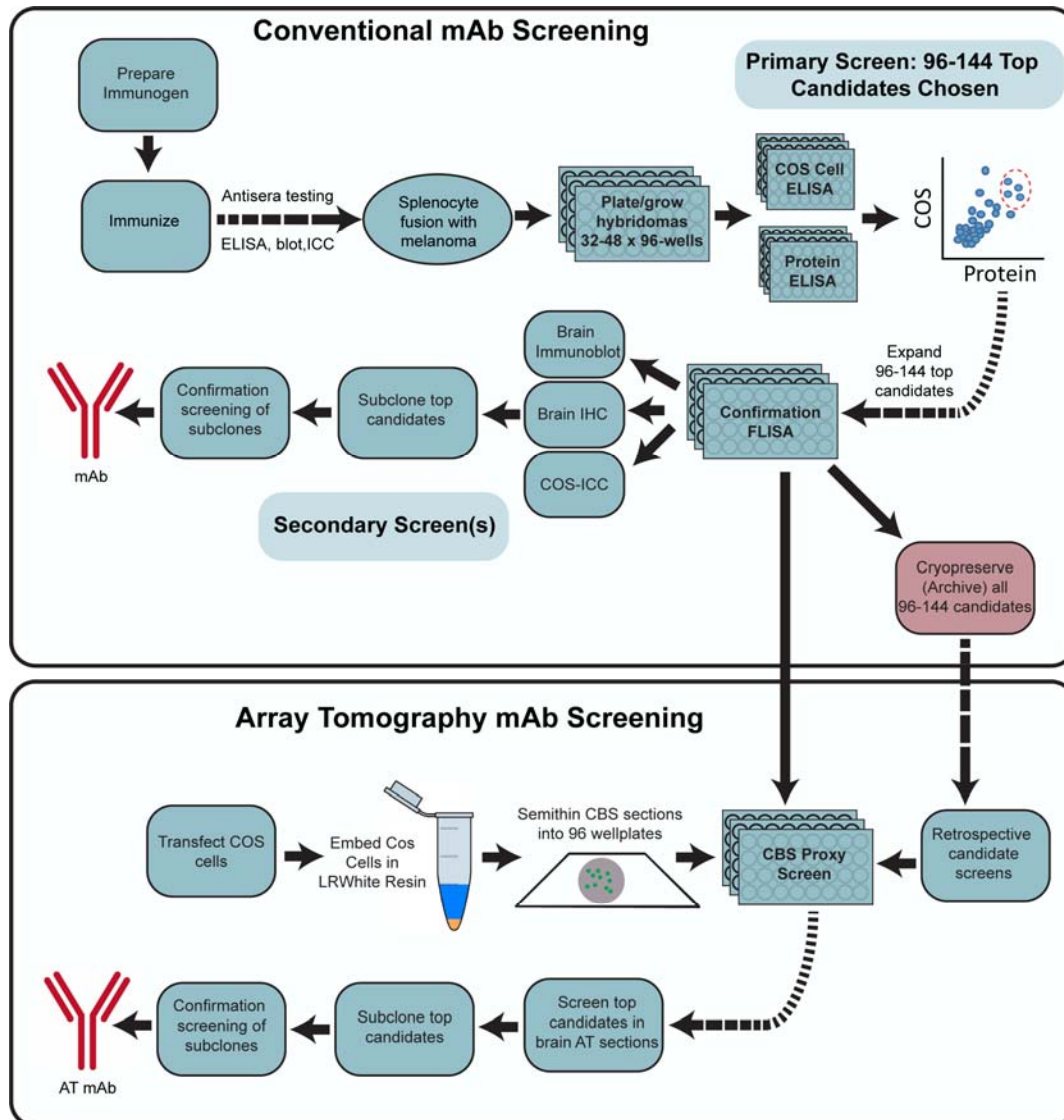 Conventional mAb Screening
Prepare
Immunogen
Primary Screen: 96-144 Top
Candidates Chosen
Immunize
Antisera testing
ELISA, blot,ICC
Splenocyte
fusion with
melanoma
Plate/grow
hybridomas
32-48 x 96-wells
COS Cell
ELISA
Protein
ELISA
COS
Protein
Expand
96-144 top
candidates
Confirmation
FLISA
Brain
Immunoblot
Brain IHC
COS-ICC
Subclone top
candidates
Confirmation
screening of
subclones
mAb
Secondary Screen(s)
Cryopreserve
(Archive) all
96-144 candidates
Array Tomography mAb Screening
Transfect COS
cells
Embed Cos
Cells in
LRWhite Resin
Semithin CBS sections
into 96 wellplates
CBS Proxy
Screen
Retrospective
candidate
screens
Screen top
candidates in
brain AT sections
Subclone top
candidates
Confirmation
screening of
subclones
AT mAb